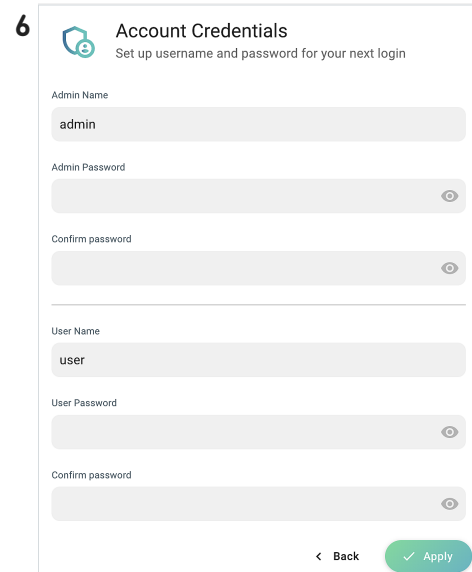 6
Account Credentials
Set up username and password for your next login
Admin Name
admin
Admin Password
Confirm password
User Name
user
User Password
Confirm password
Back
Apply